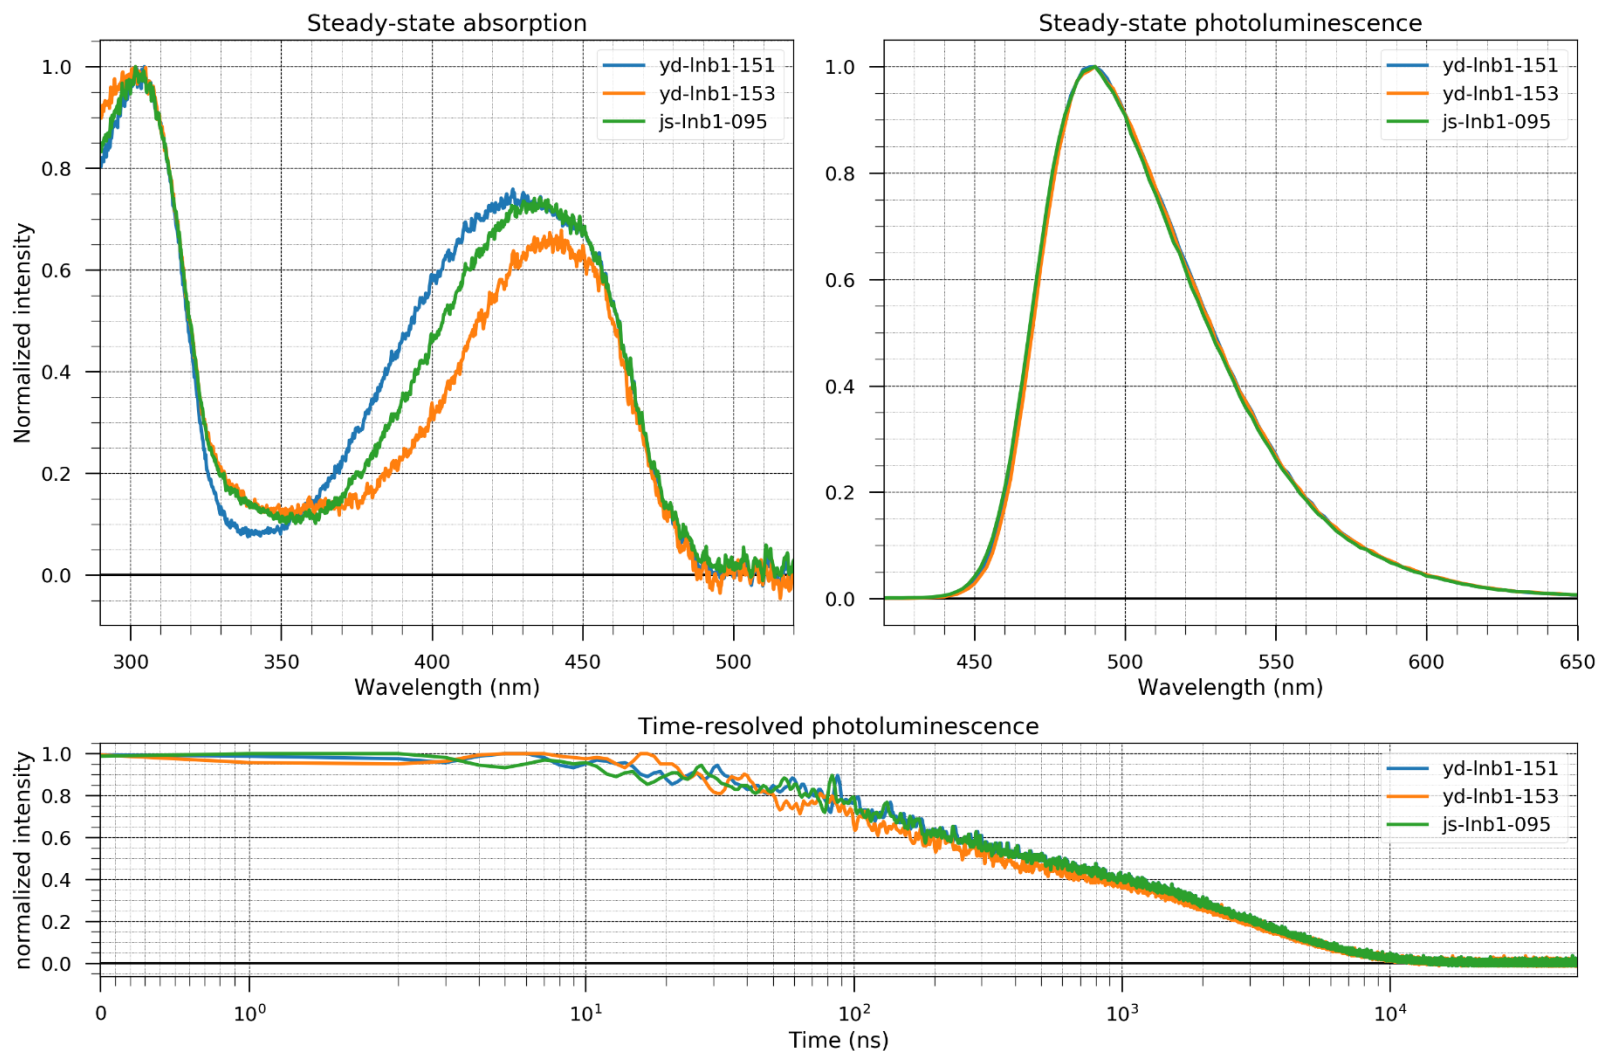 Steady-state absorption
Normalized intensity
1.0
0.8
0.6
0.4
0.2
0.0
yd-lnb1-151
yd-lnb1-153
js-lnb1-095
300 350 400 450 500
Wavelength (nm)
Steady-state photoluminescence
1.0
0.8
0.6
0.4
0.2
0.0
yd-lnb1-151
yd-lnb1-153
js-lnb1-095
450 500 550 600 650
Wavelength (nm)
Time-resolved photoluminescence
normalized intensity
1.0
0.8
0.6
0.4
0.2
0.0
yd-lnb1-151
yd-lnb1-153
js-lnb1-095
0 10⁰ 10¹ 10² 10³ 10⁴
Time (ns)